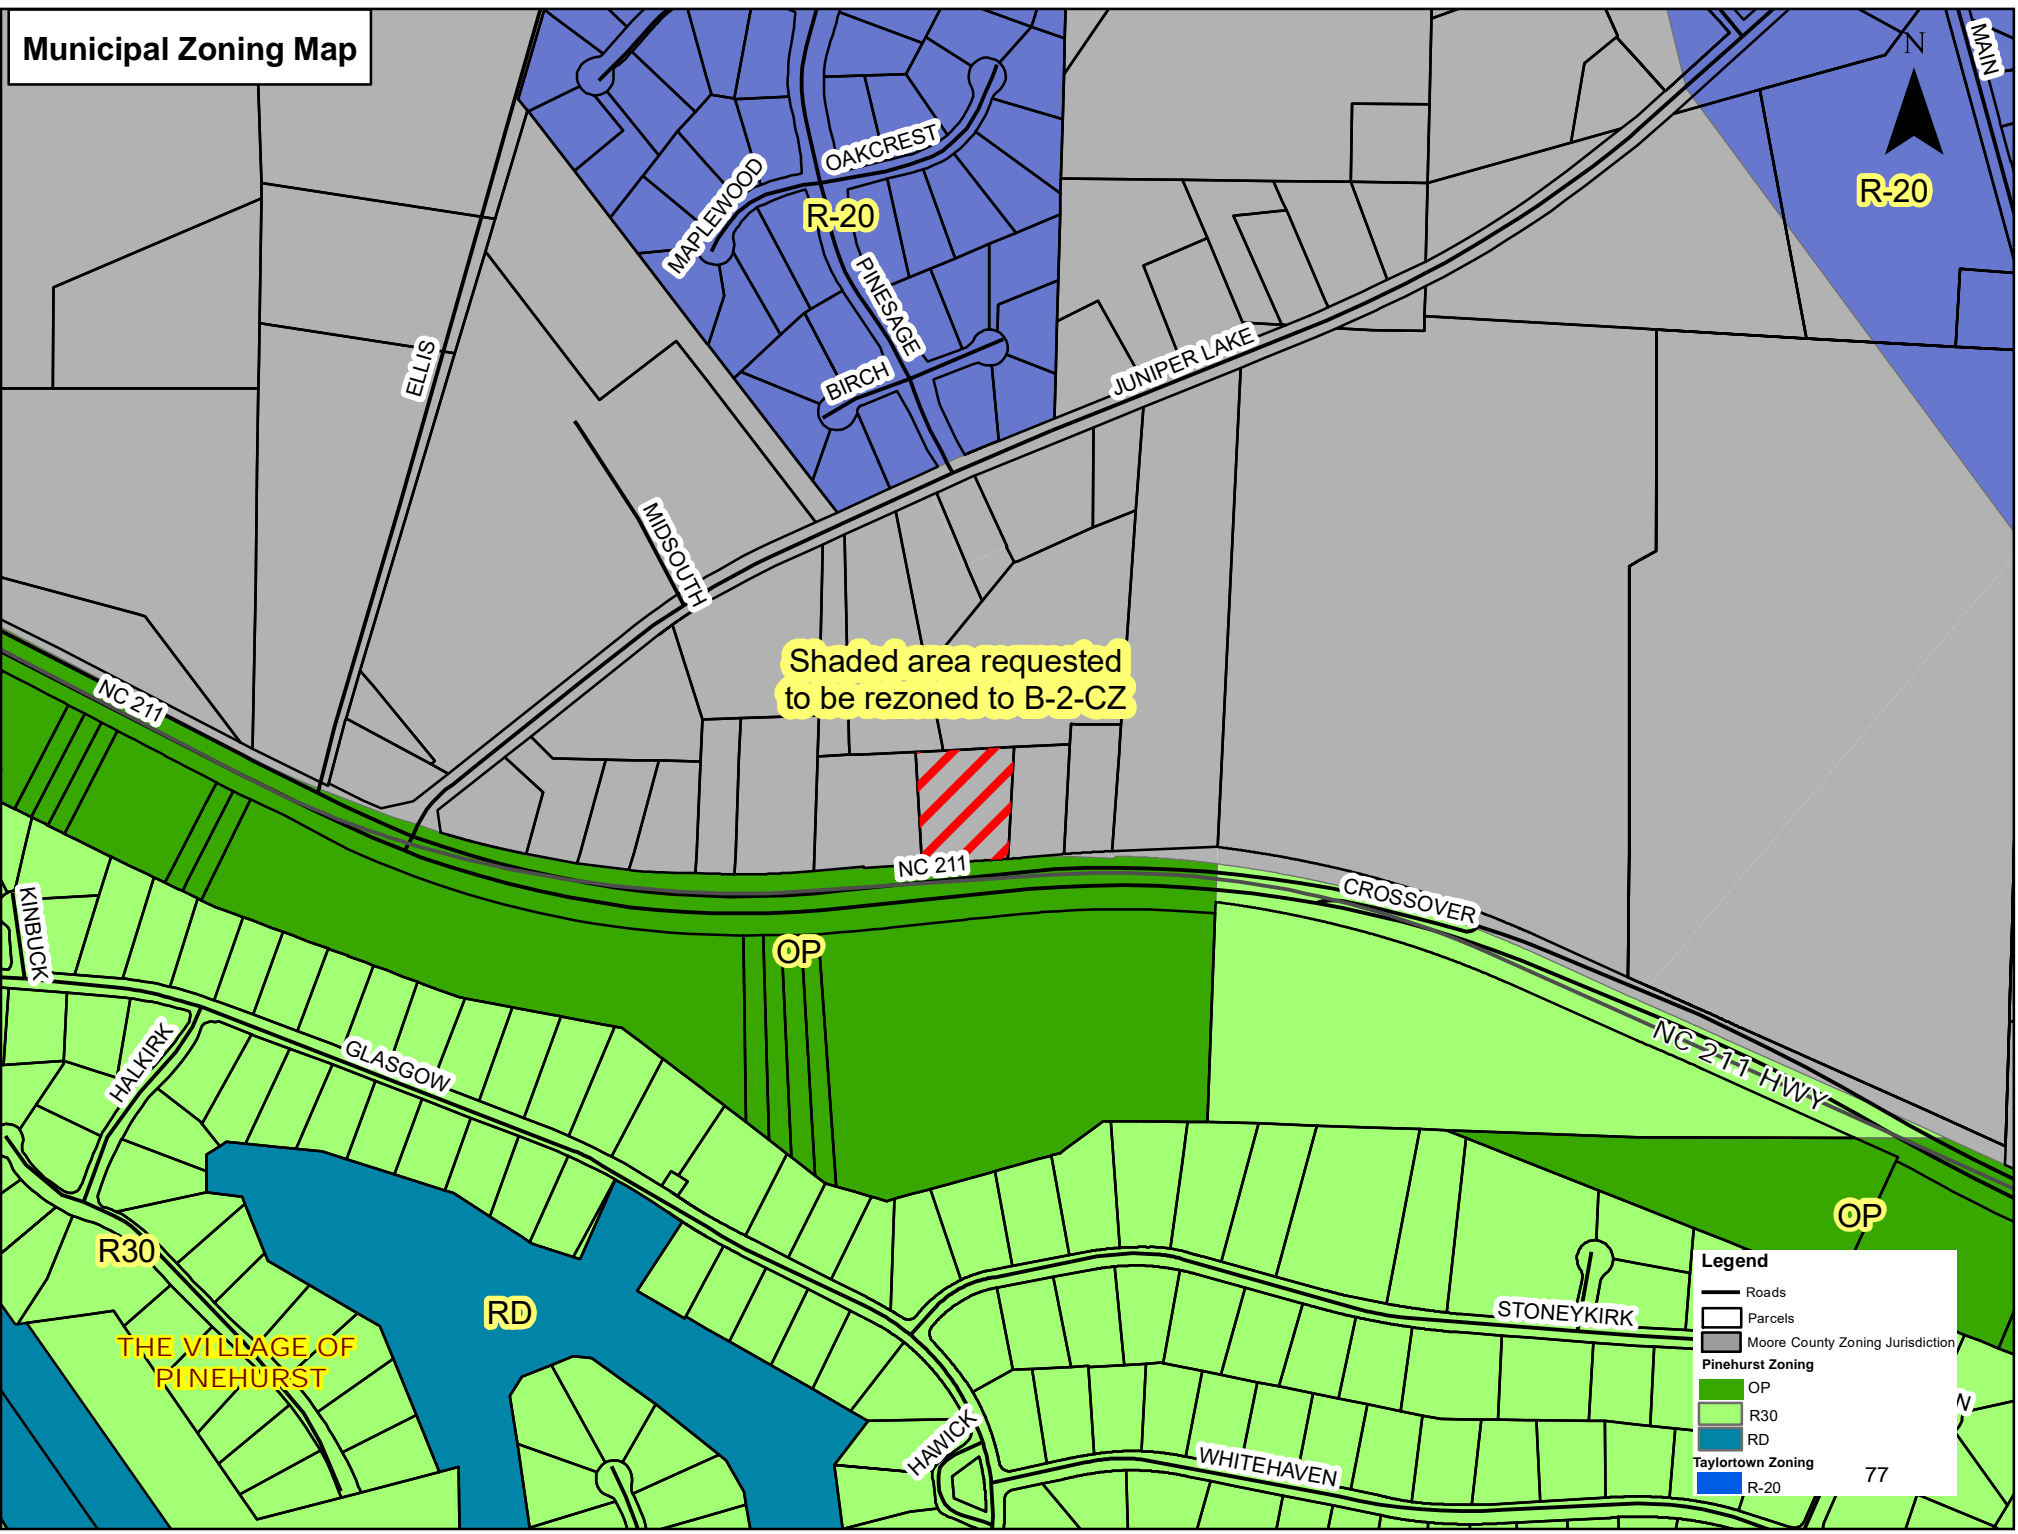 Municipal Zoning Map
N
MAIN
OAKCREST
MAPLEWOOD
R-20
R-20
PINESAGE
ELLIS
BIRCH
JUNIPER LAKE
MIDSOUTH
Shaded area requested
to be rezoned to B-2-CZ
NC 211
NC 211
CROSSOVER
KINBUCK
OP
NC 211 HWY
HALKIRK
GLASGOW
OP
R30
RD
STONEYKIRK
THE VILLAGE OF
PINEHURST
HAWICK
WHITEHAVEN
N
Legend
Roads
Parcels
Moore County Zoning Jurisdiction
Pinehurst Zoning
OP
R30
RD
Taylortown Zoning
R-20
77